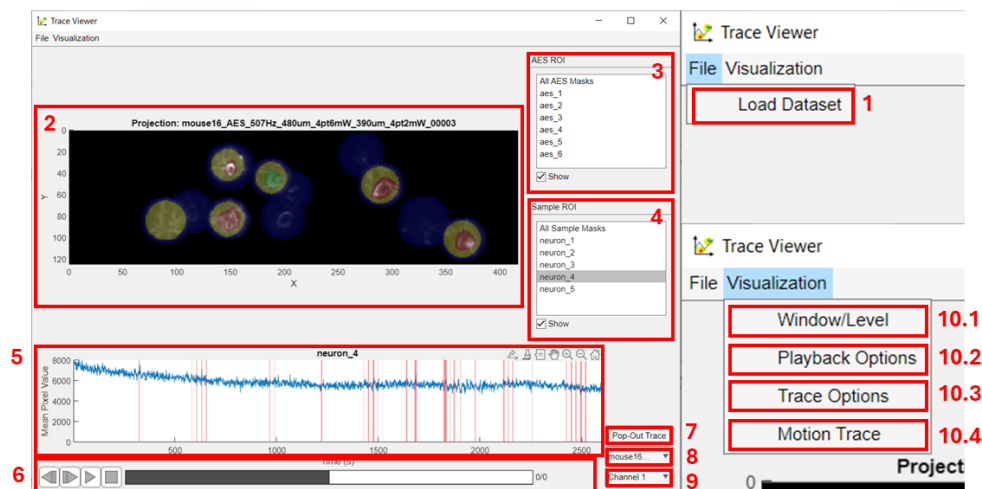 Trace Viewer
File Visualization
2
Projection: mouse16_AES_507Hz_480um_4pt6mW_390um_4pt2mW_00003
0
20
40
60
80
100
120
Y
0 50 100 150 200 250 300 350 400
X
AES ROI
3
All AES Masks
aes_1
aes_2
aes_3
aes_4
aes_5
aes_6
Show
Sample ROI
4
All Sample Masks
neuron_1
neuron_2
neuron_3
neuron_4
neuron_5
Show
5
neuron_4
8000
6000
4000
2000
0
Mean Pixel Value
500 1000 1500 2000 2500
Time (s)
6
0/0
Pop-Out Trace 7
mouse16... 8
Channel 1 9
Trace Viewer
File Visualization
Load Dataset 1
Trace Viewer
File Visualization
Window/Level 10.1
Playback Options 10.2
Trace Options 10.3
Motion Trace 10.4
Project
0